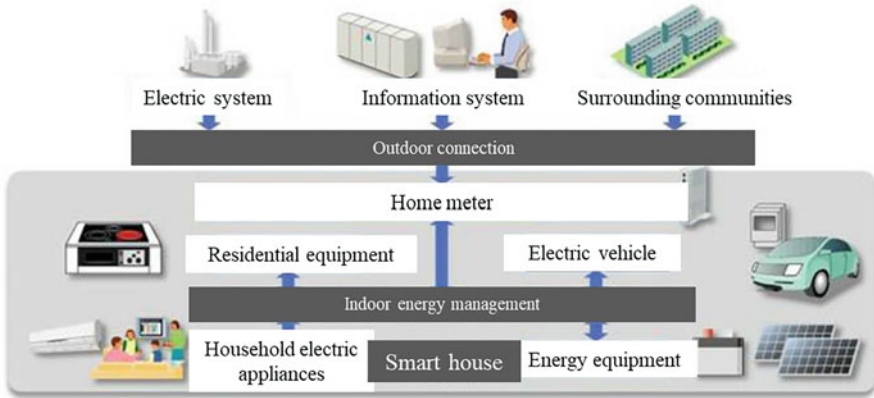 Electric system
Information system
Surrounding communities
Outdoor connection
Home meter
Residential equipment
Electric vehicle
Indoor energy management
Household electric
appliances
Smart house
Energy equipment